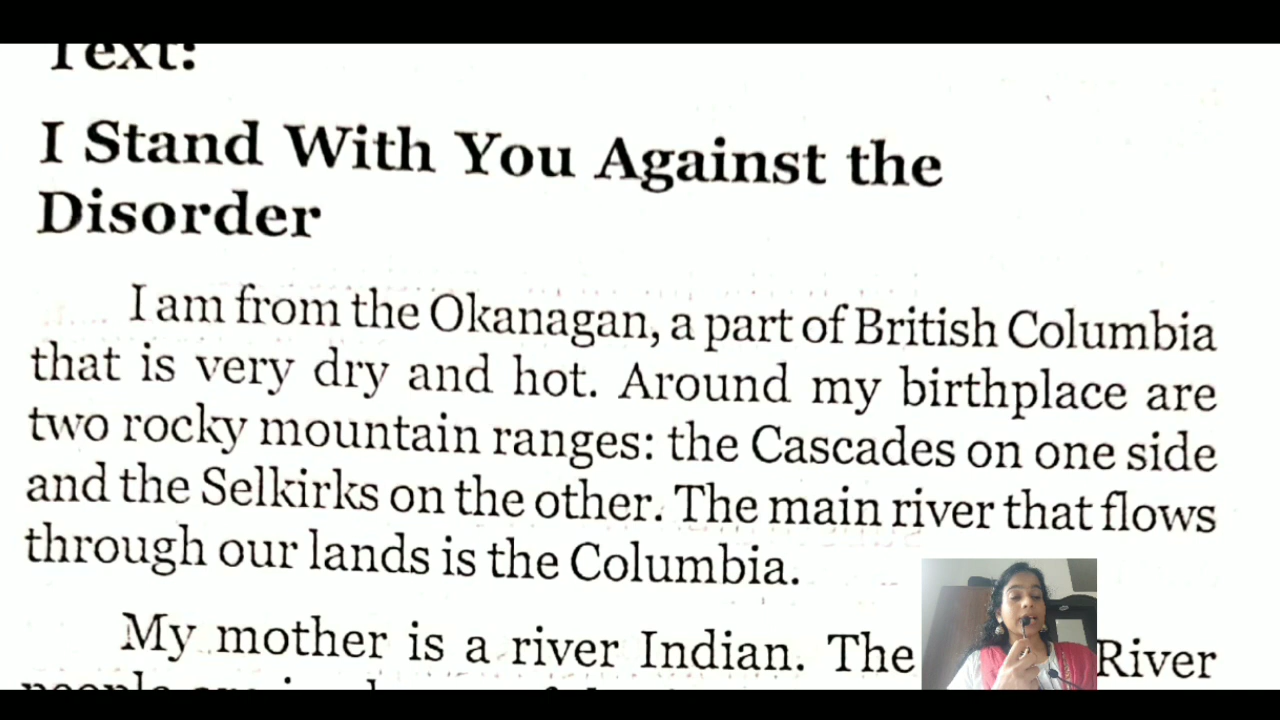 Text:
I Stand With You Against the
Disorder
I am from the Okanagan, a part of British Columbia
that is very dry and hot. Around my birthplace are
two rocky mountain ranges: the Cascades on one side
and the Selkirks on the other. The main river that flows
through our lands is the Columbia.
My mother is a river Indian. The River
people are